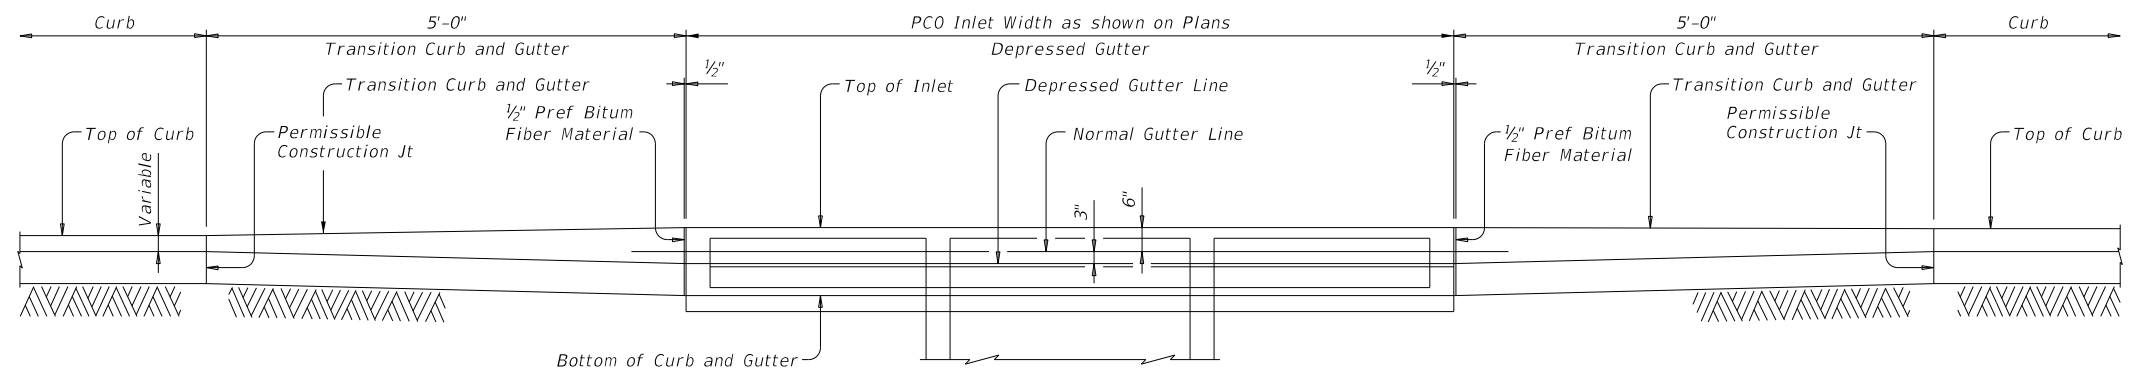 Curb
5'-0"
PCO Inlet Width as shown on Plans
5'-0"
Curb
Transition Curb and Gutter
Depressed Gutter
Transition Curb and Gutter
½"
½"
Transition Curb and Gutter
Top of Inlet
Depressed Gutter Line
Transition Curb and Gutter
½" Pref Bitum
Fiber Material
Permissible
Construction Jt
Top of Curb
Permissible
Construction Jt
Normal Gutter Line
½" Pref Bitum
Fiber Material
Top of Curb
Variable
3"
6"
Bottom of Curb and Gutter